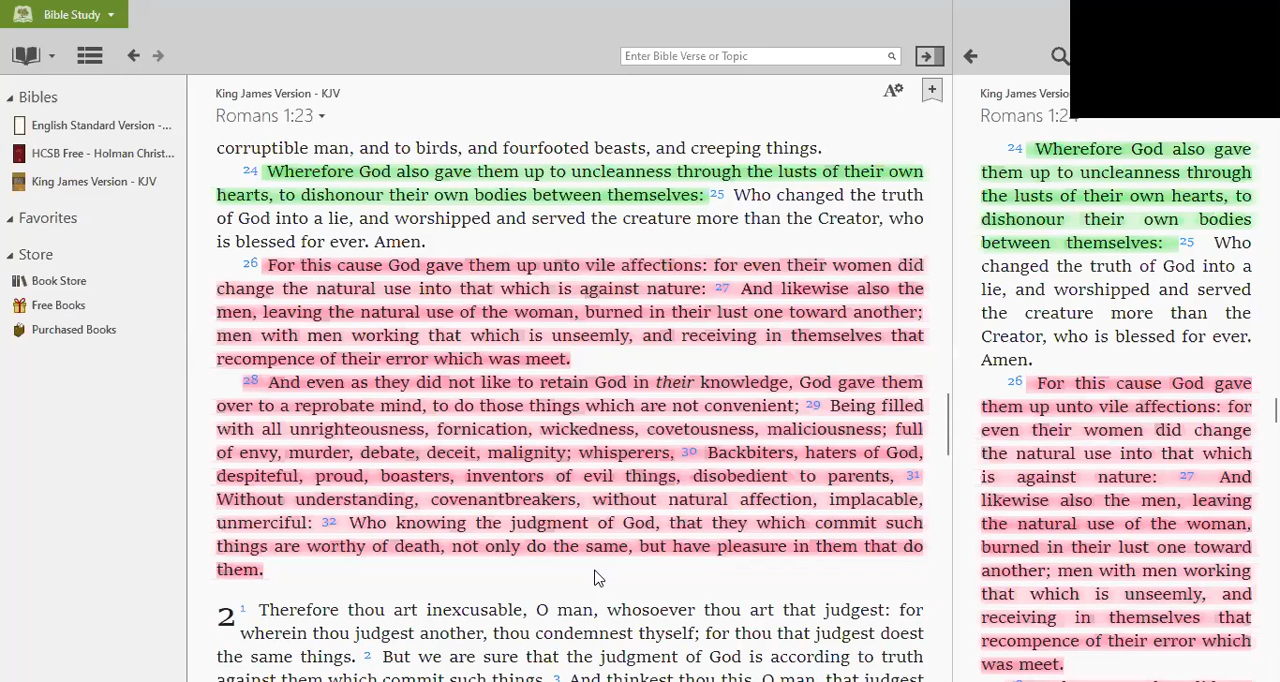 Bible Study
Enter Bible Verse or Topic
Bibles
English Standard Version -...
HCSB Free - Holman Christ...
King James Version - KJV
Favorites
Store
Book Store
Free Books
Purchased Books
King James Version - KJV
Romans 1:23
corruptible man, and to birds, and fourfooted beasts, and creeping things.
24 Wherefore God also gave them up to uncleanness through the lusts of their own
hearts, to dishonour their own bodies between themselves: 25 Who changed the truth
of God into a lie, and worshipped and served the creature more than the Creator, who
is blessed for ever. Amen.
26 For this cause God gave them up unto vile affections: for even their women did
change the natural use into that which is against nature: 27 And likewise also the
men, leaving the natural use of the woman, burned in their lust one toward another;
men with men working that which is unseemly, and receiving in themselves that
recompence of their error which was meet.
28 And even as they did not like to retain God in their knowledge, God gave them
over to a reprobate mind, to do those things which are not convenient; 29 Being filled
with all unrighteousness, fornication, wickedness, covetousness, maliciousness; full
of envy, murder, debate, deceit, malignity; whisperers, 30 Backbiters, haters of God,
despiteful, proud, boasters, inventors of evil things, disobedient to parents, 31
Without understanding, covenantbreakers, without natural affection, implacable,
unmerciful: 32 Who knowing the judgment of God, that they which commit such
things are worthy of death, not only do the same, but have pleasure in them that do
them.
2 1 Therefore thou art inexcusable, O man, whosoever thou art that judgest: for
wherein thou judgest another, thou condemnest thyself; for thou that judgest doest
the same things. 2 But we are sure that the judgment of God is according to truth
against them which commit such things. 3 And thinkest thou this, O man, that judgest
King James Versio
Romans 1:2
24 Wherefore God also gave
them up to uncleanness through
the lusts of their own hearts, to
dishonour their own bodies
between themselves: 25 Who
changed the truth of God into a
lie, and worshipped and served
the creature more than the
Creator, who is blessed for ever.
Amen.
26 For this cause God gave
them up unto vile affections: for
even their women did change
the natural use into that which
is against nature: 27 And
likewise also the men, leaving
the natural use of the woman,
burned in their lust one toward
another; men with men working
that which is unseemly, and
receiving in themselves that
recompence of their error which
was meet.